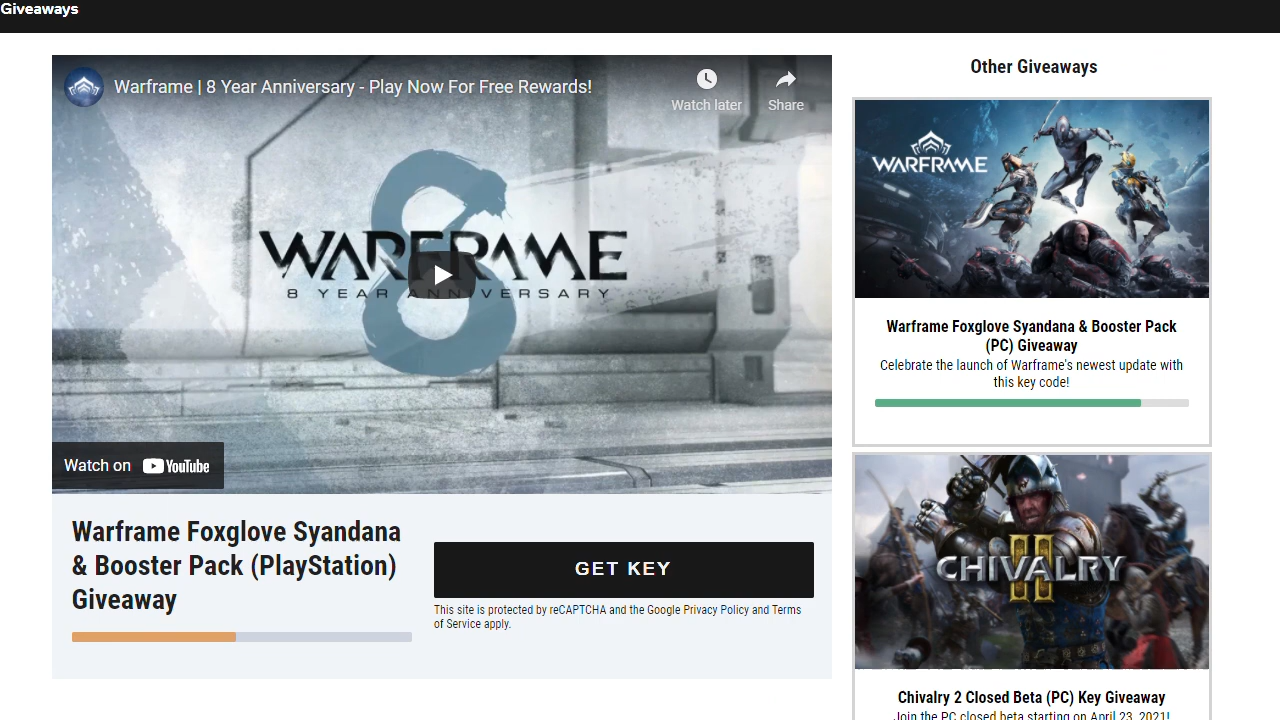 Giveaways
Warframe | 8 Year Anniversary - Play Now For Free Rewards!
Watch later
Share
WARFRAME
8
8 YEAR ANNIVERSARY
Watch on YouTube
Warframe Foxglove Syandana
& Booster Pack (PlayStation)
Giveaway
GET KEY
This site is protected by reCAPTCHA and the Google Privacy Policy and Terms
of Service apply.
Other Giveaways
WARFRAME
Warframe Foxglove Syandana & Booster Pack
(PC) Giveaway
Celebrate the launch of Warframe's newest update with
this key code!
CHIVALRY
II
Chivalry 2 Closed Beta (PC) Key Giveaway
Join the PC closed beta starting on April 23, 2021!